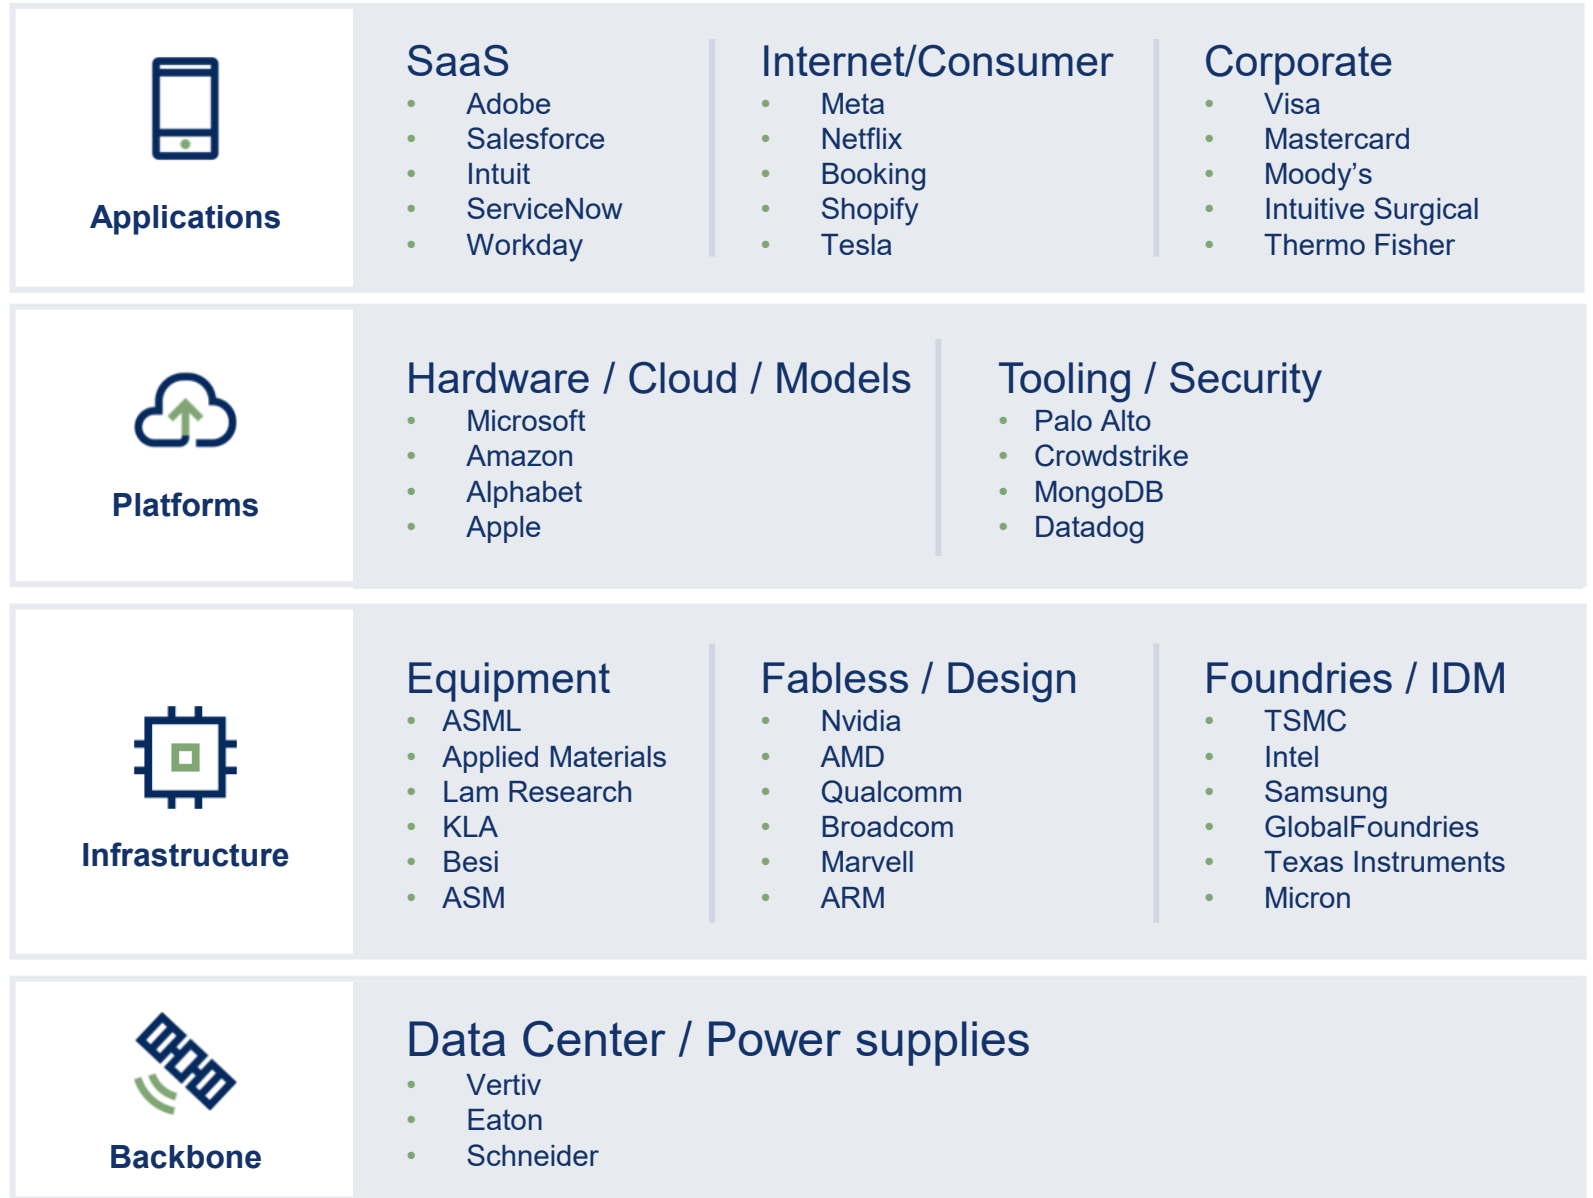 Applications
SaaS
• Adobe
• Salesforce
• Intuit
• ServiceNow
• Workday
Internet/Consumer
• Meta
• Netflix
• Booking
• Shopify
• Tesla
Corporate
• Visa
• Mastercard
• Moody’s
• Intuitive Surgical
• Thermo Fisher
Platforms
Hardware / Cloud / Models
• Microsoft
• Amazon
• Alphabet
• Apple
Tooling / Security
• Palo Alto
• Crowdstrike
• MongoDB
• Datadog
Infrastructure
Equipment
• ASML
• Applied Materials
• Lam Research
• KLA
• Besi
• ASM
Fabless / Design
• Nvidia
• AMD
• Qualcomm
• Broadcom
• Marvell
• ARM
Foundries / IDM
• TSMC
• Intel
• Samsung
• GlobalFoundries
• Texas Instruments
• Micron
Backbone
Data Center / Power supplies
• Vertiv
• Eaton
• Schneider